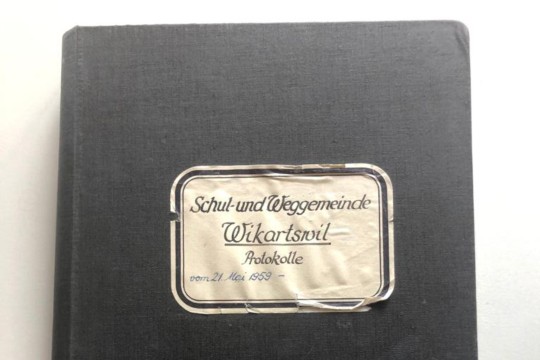 Schul- und Weggemeinde
Wikartswil
Protokolle
vom 21. Mai 1959 -